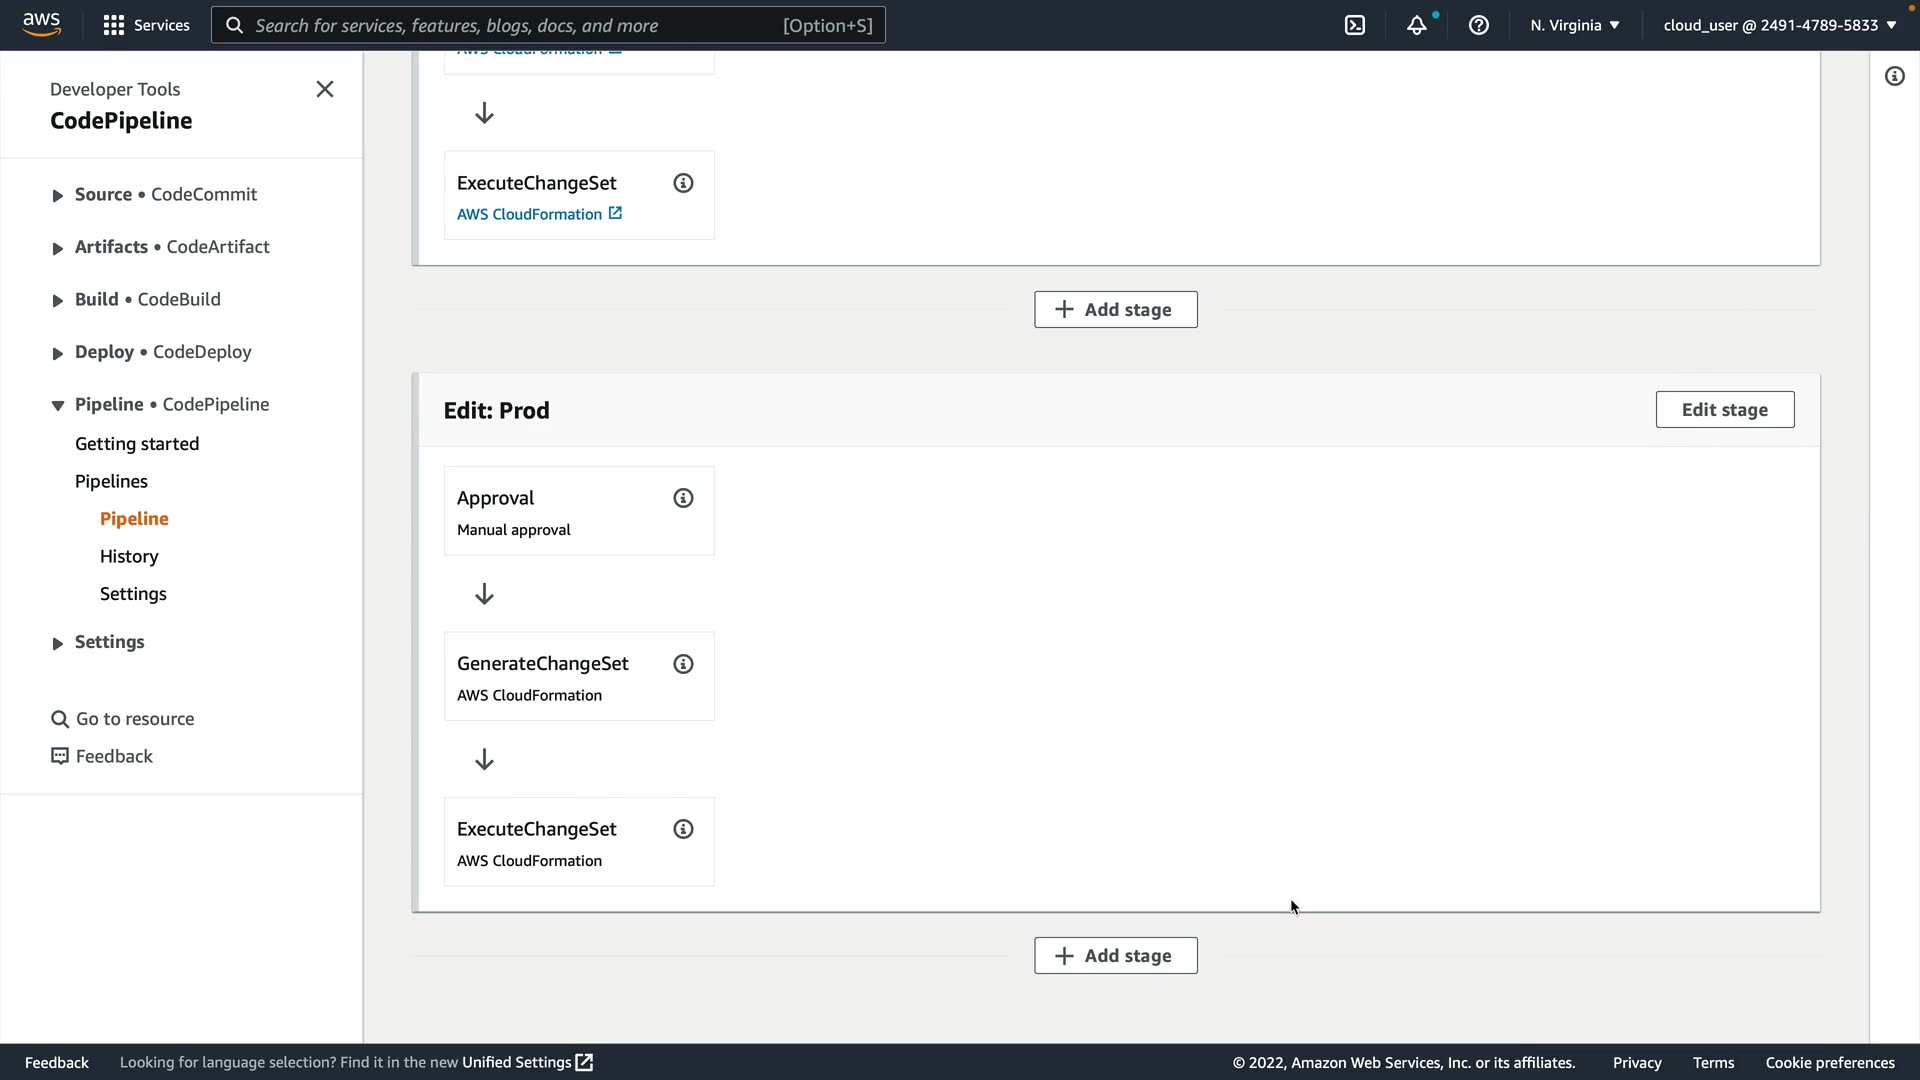 aws
Services
Search for services, features, blogs, docs, and more
[Option+S]
N. Virginia
cloud_user @ 2491-4789-5833
Developer Tools
CodePipeline
Source • CodeCommit
Artifacts • CodeArtifact
Build • CodeBuild
Deploy • CodeDeploy
Pipeline • CodePipeline
Getting started
Pipelines
Pipeline
History
Settings
Settings
Go to resource
Feedback
AWS CloudFormation
ExecuteChangeSet
AWS CloudFormation
Add stage
Edit: Prod
Edit stage
Approval
Manual approval
GenerateChangeSet
AWS CloudFormation
ExecuteChangeSet
AWS CloudFormation
Add stage
Feedback
Looking for language selection? Find it in the new Unified Settings
© 2022, Amazon Web Services, Inc. or its affiliates.
Privacy
Terms
Cookie preferences